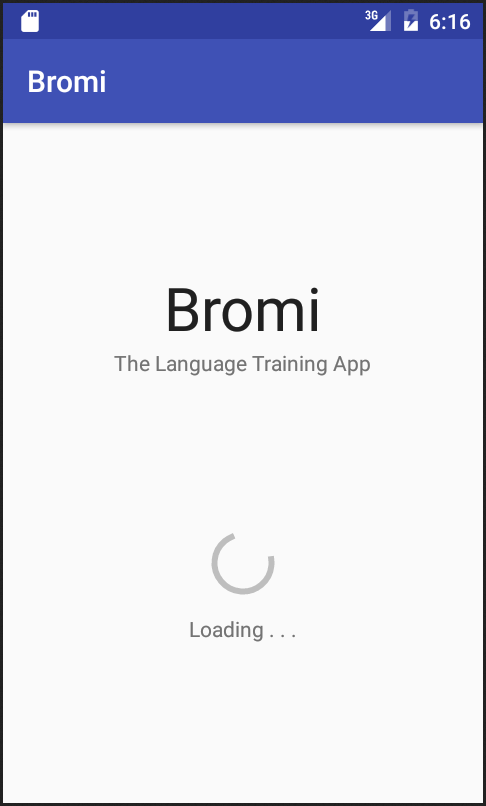 3G 6:16
Bromi
Bromi
The Language Training App
Loading . . .